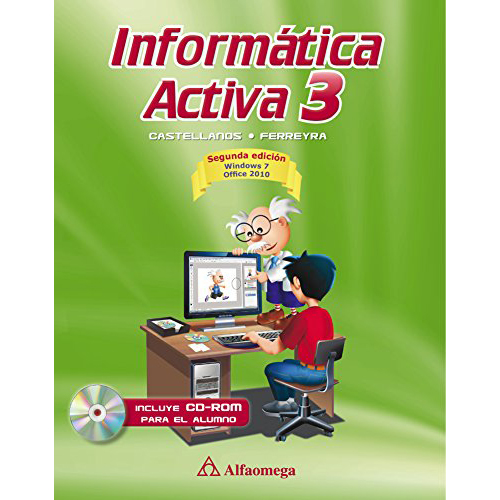 Informática
Activa 3
CASTELLANOS • FERREYRA
Segunda edición
Windows 7
Office 2010
INCLUYE CD-ROM
PARA EL ALUMNO
Alfaomega